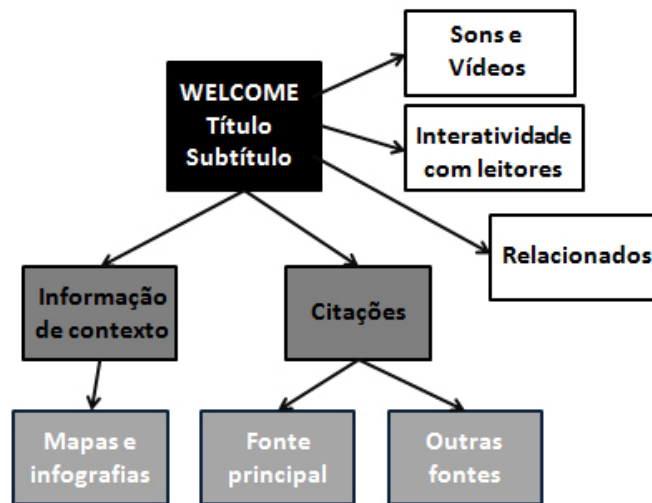 WELCOME
Título
Subtítulo
Sons e
Vídeos
Interatividade
com leitores
Relacionados
Informação
de contexto
Citações
Mapas e
infografias
Fonte
principal
Outras
fontes